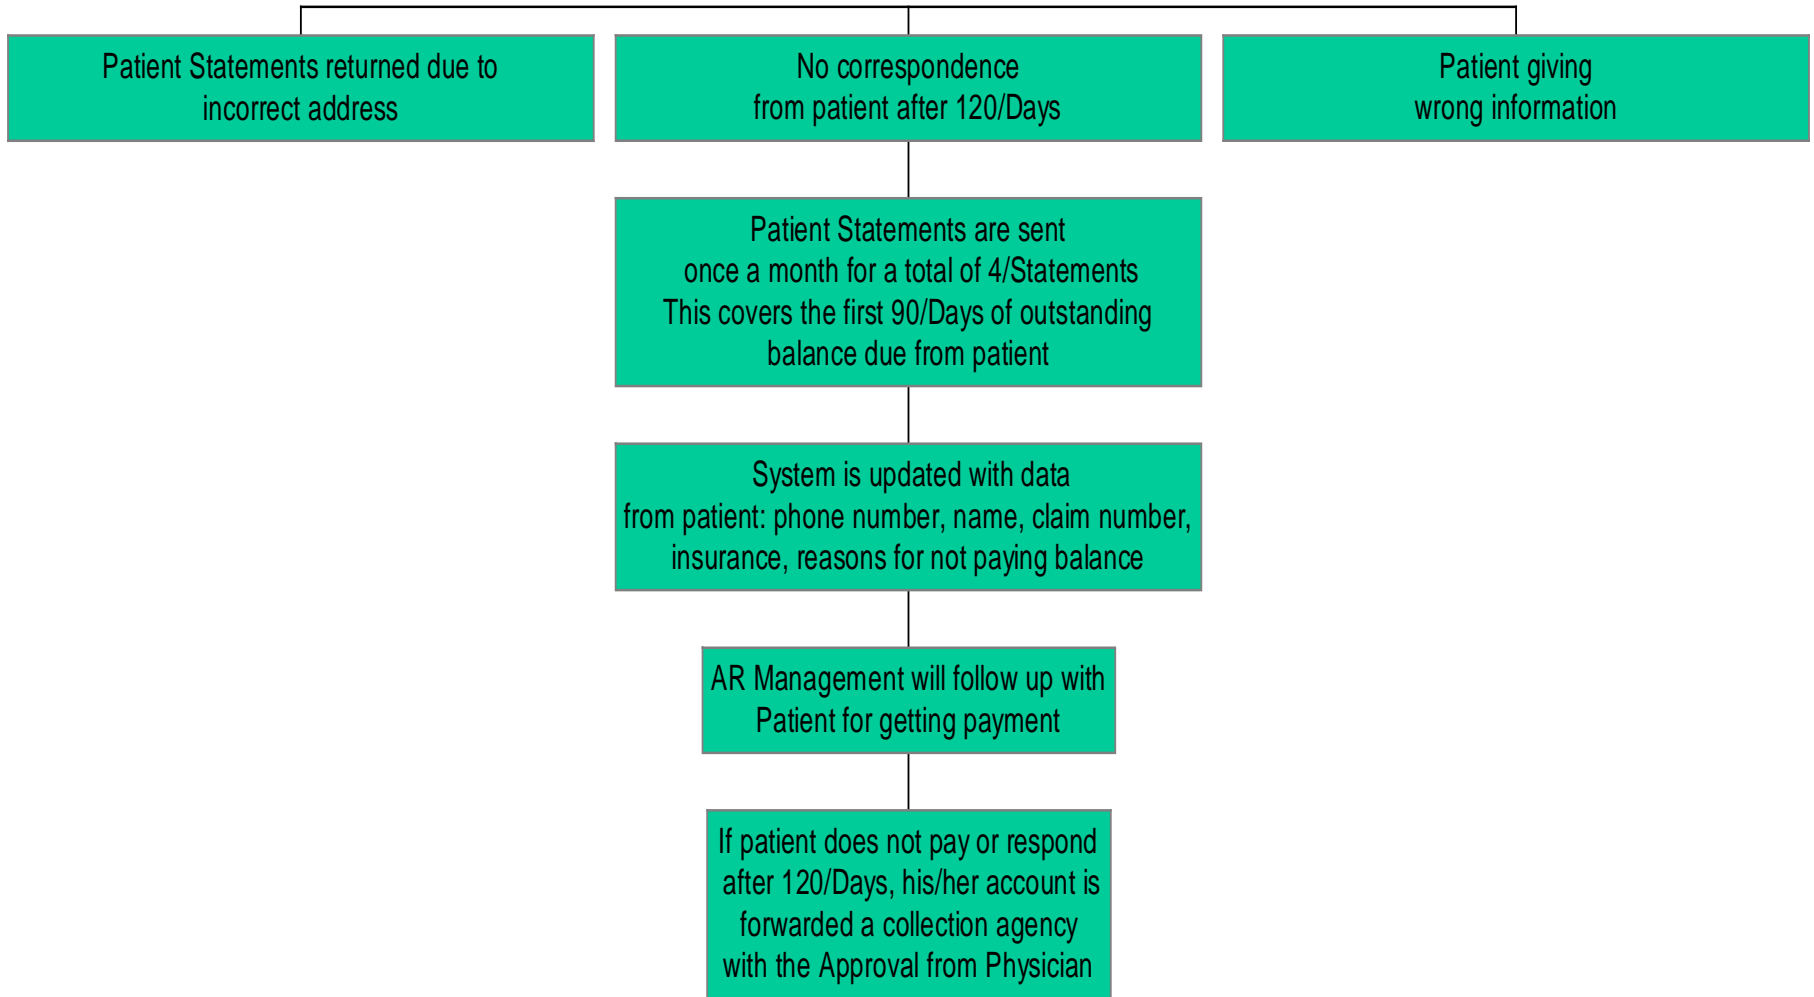 Patient Statements returned due to
incorrect address
No correspondence
from patient after 120/Days
Patient giving
wrong information
Patient Statements are sent
once a month for a total of 4/Statements
This covers the first 90/Days of outstanding
balance due from patient
System is updated with data
from patient: phone number, name, claim number,
insurance, reasons for not paying balance
AR Management will follow up with
Patient for getting payment
If patient does not pay or respond
after 120/Days, his/her account is
forwarded a collection agency
with the Approval from Physician